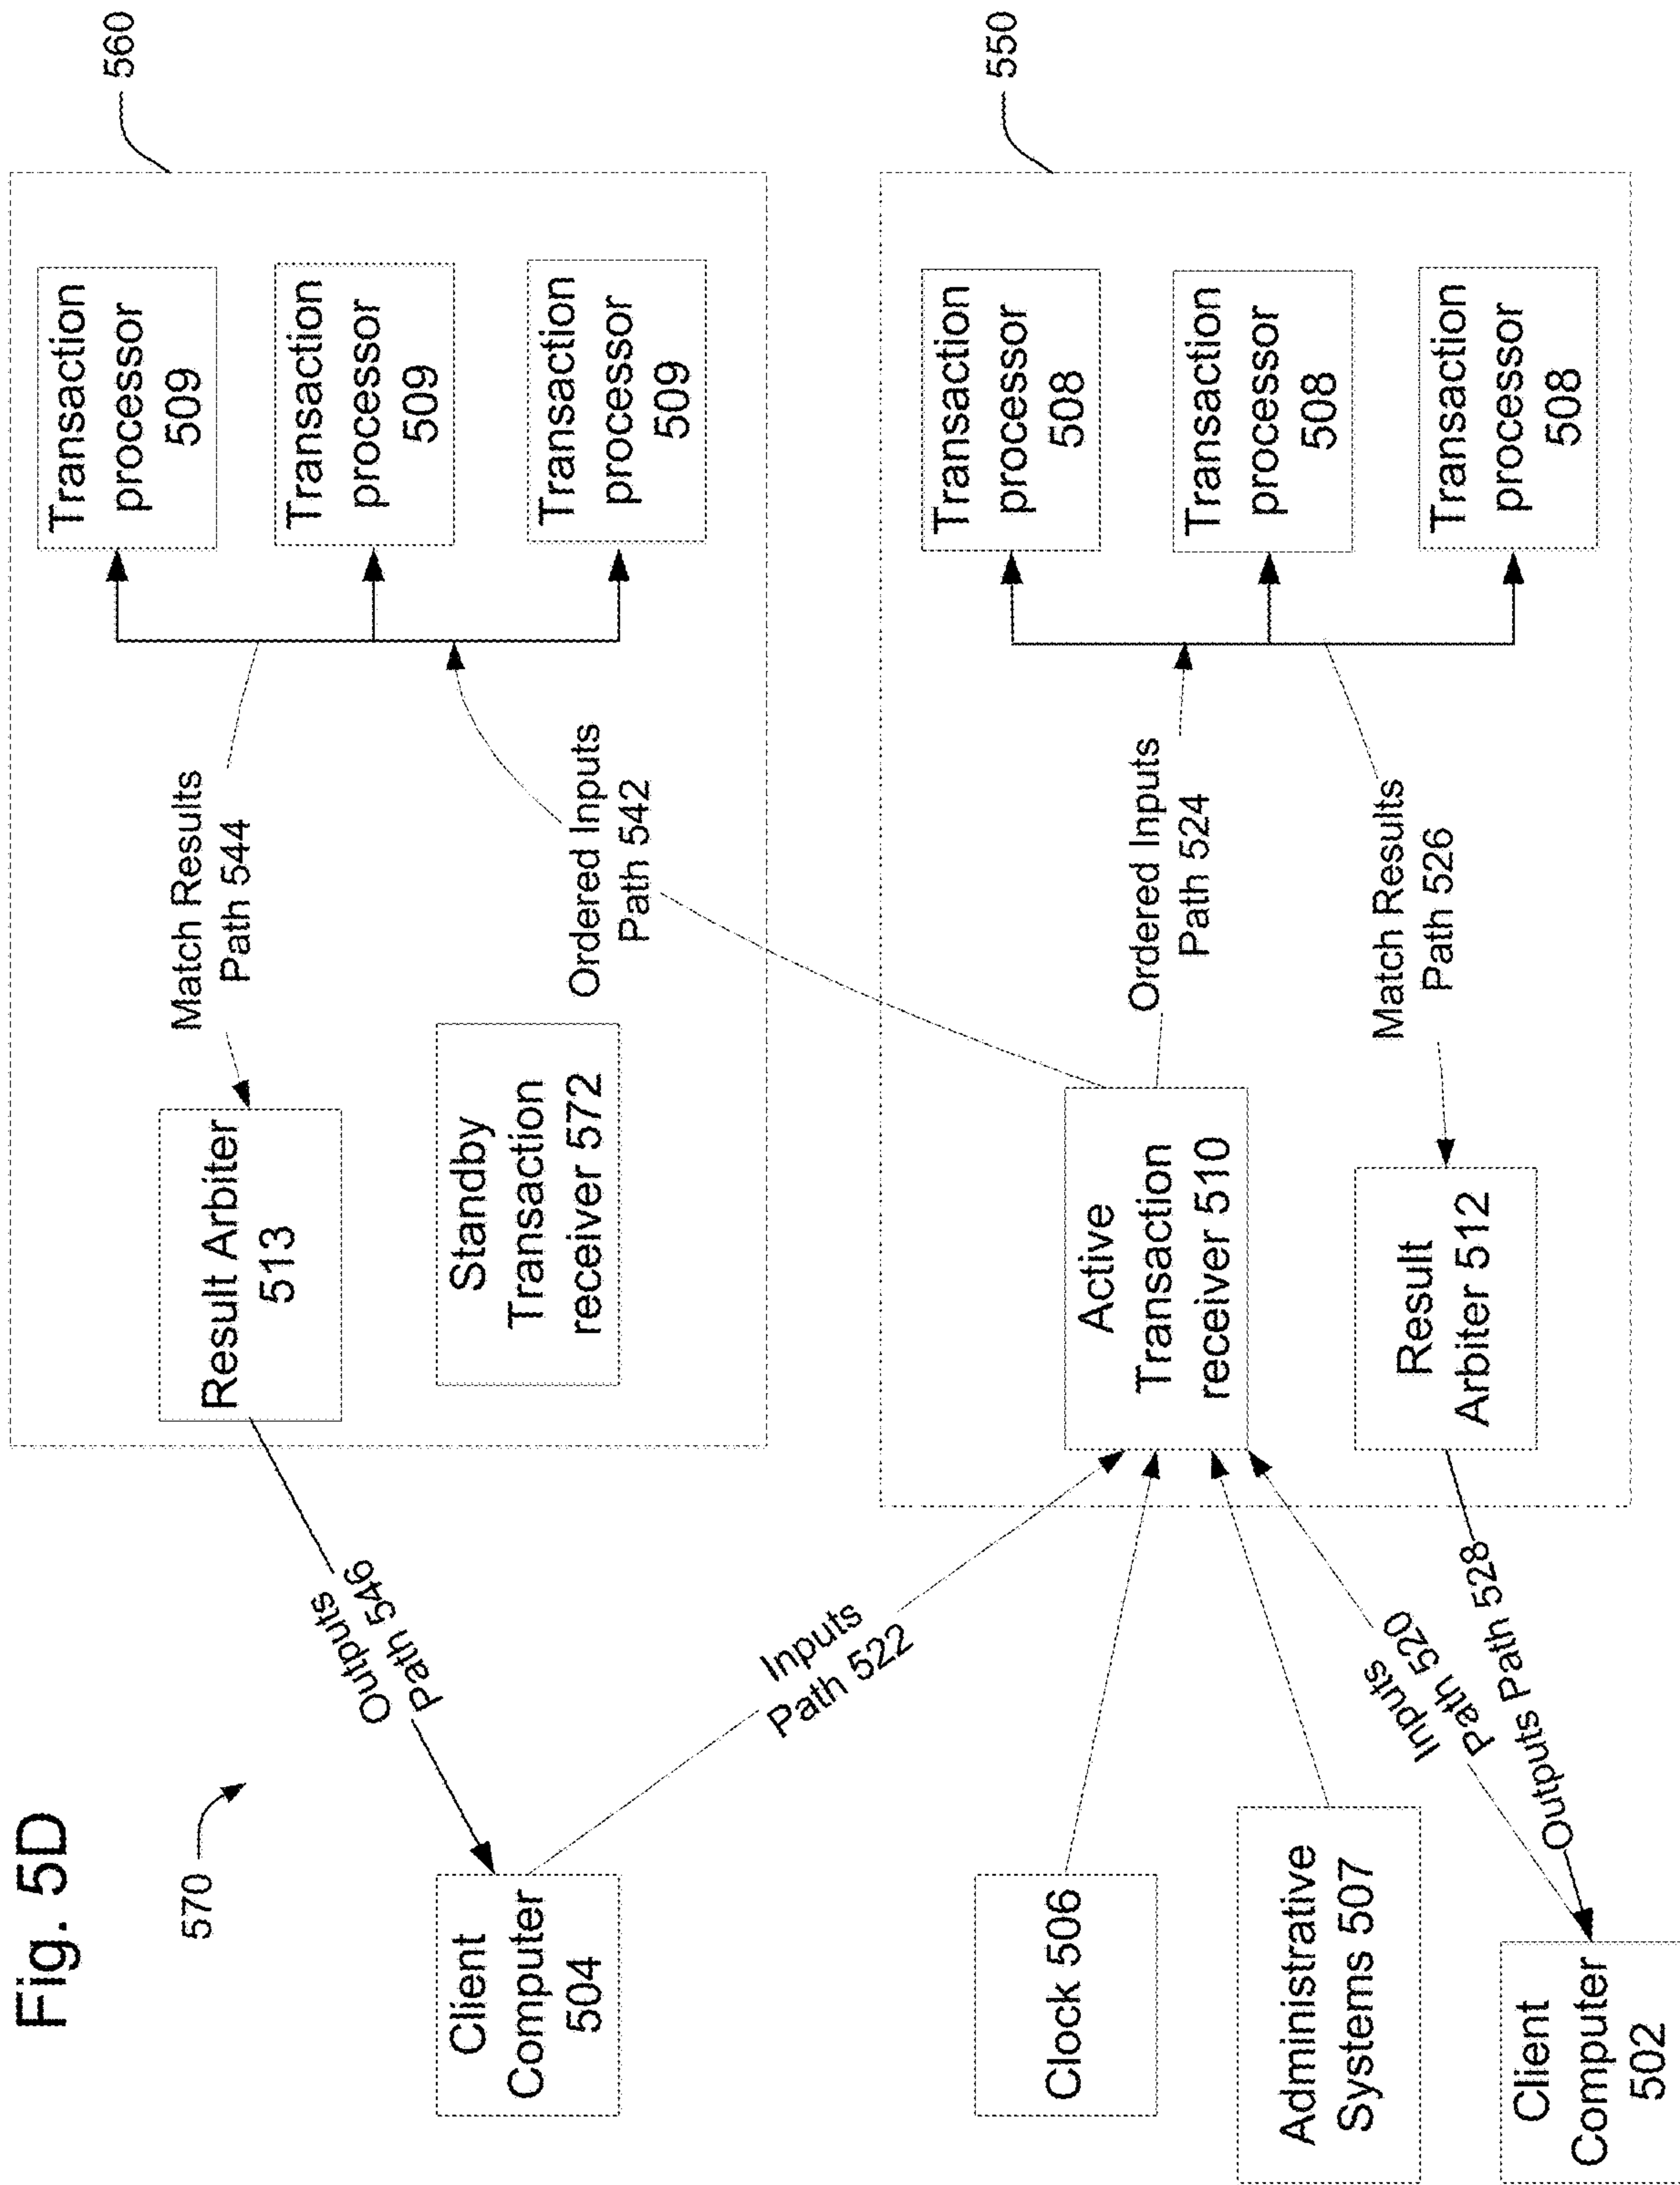 Fig. 5D
570
560
Result Arbiter
513
Match Results
Path 544
Transaction
processor
509
Transaction
processor
509
Transaction
processor
509
Standby
Transaction
receiver 572
Ordered Inputs
Path 542
Outputs
Path 546
Client
Computer
504
Inputs
Path 522
550
Clock 506
Active
Transaction
receiver 510
Ordered Inputs
Path 524
Transaction
processor
508
Transaction
processor
508
Transaction
processor
508
Administrative
Systems 507
Match Results
Path 526
Result
Arbiter 512
Inputs
Path 520
Outputs Path 528
Client
Computer
502